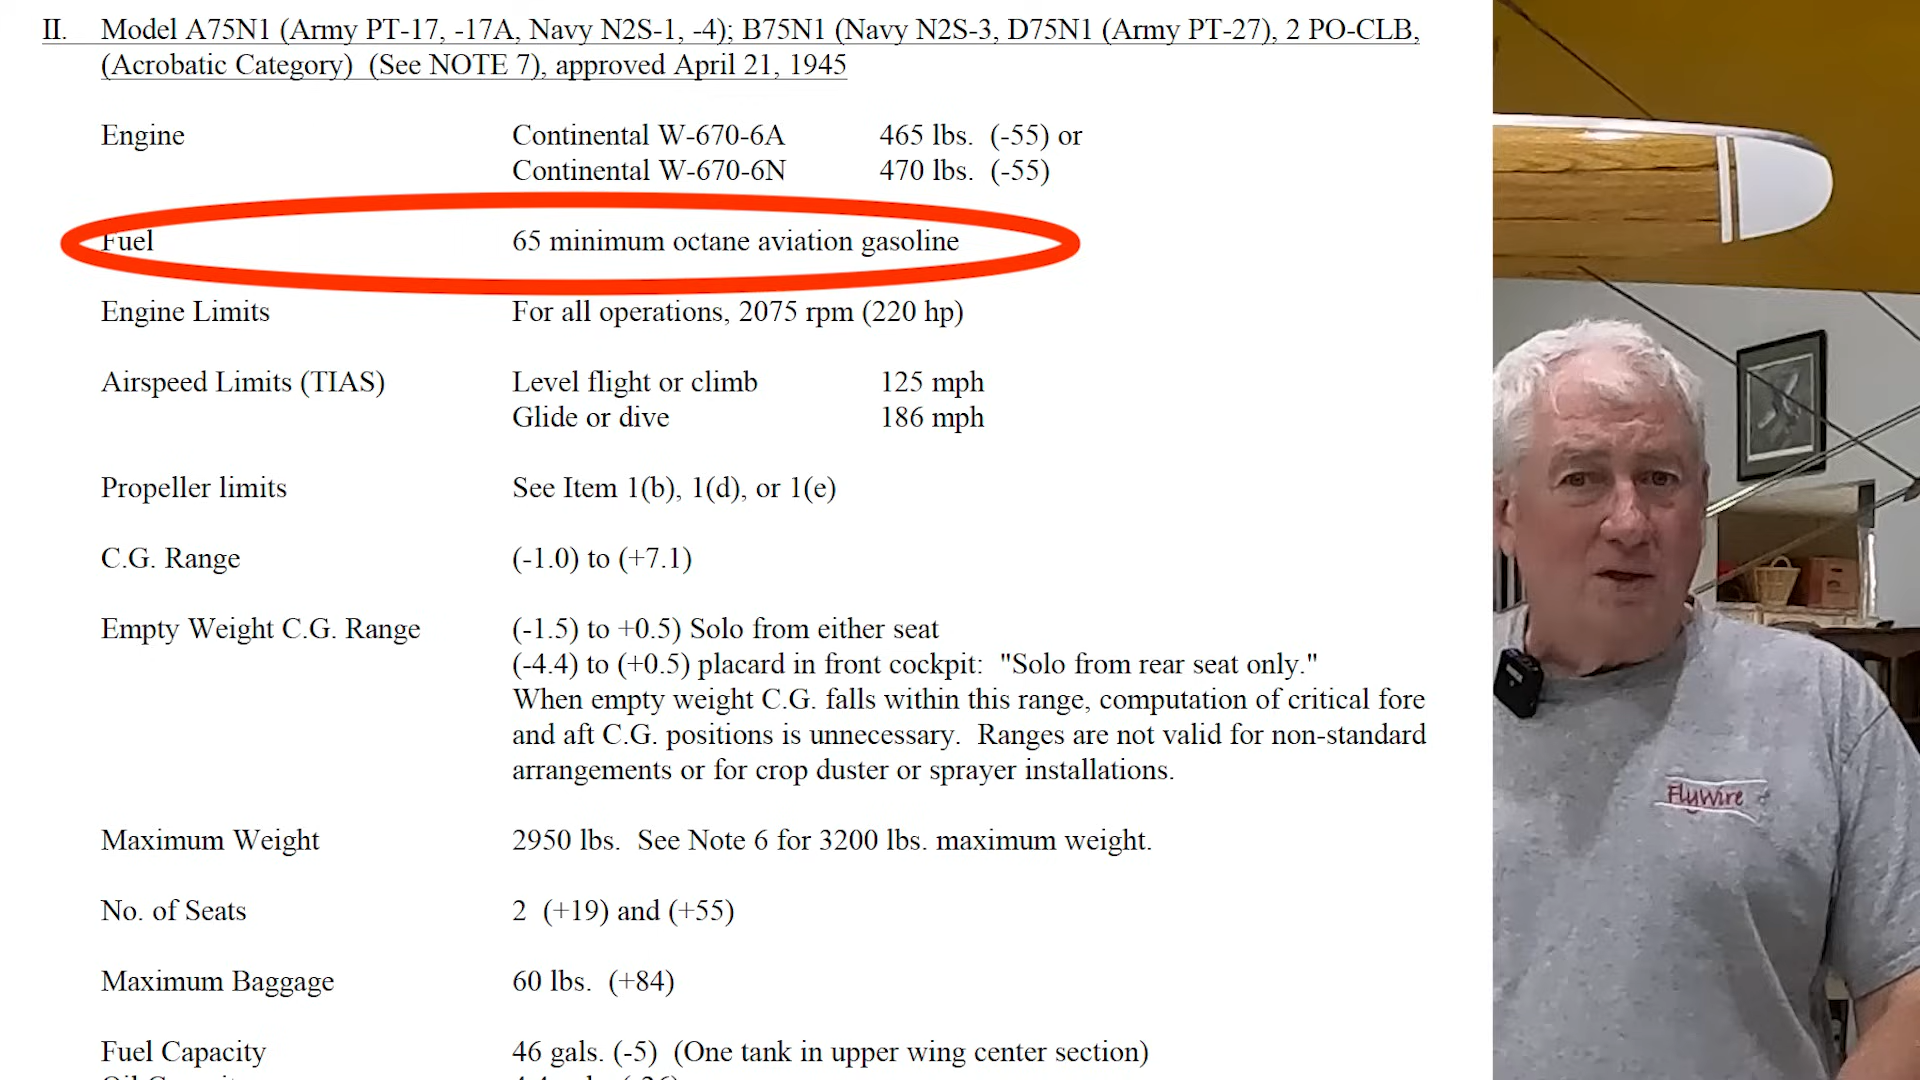 II. Model A75N1 (Army PT-17, -17A, Navy N2S-1, -4); B75N1 (Navy N2S-3, D75N1 (Army PT-27), 2 PO-CLB,
(Acrobatic Category) (See NOTE 7), approved April 21, 1945
Engine Continental W-670-6A 465 lbs. (-55) or
Continental W-670-6N 470 lbs. (-55)
Fuel 65 minimum octane aviation gasoline
Engine Limits For all operations, 2075 rpm (220 hp)
Airspeed Limits (TIAS) Level flight or climb 125 mph
Glide or dive 186 mph
Propeller limits See Item 1(b), 1(d), or 1(e)
C.G. Range (-1.0) to (+7.1)
Empty Weight C.G. Range (-1.5) to +0.5) Solo from either seat
(-4.4) to (+0.5) placard in front cockpit: "Solo from rear seat only."
When empty weight C.G. falls within this range, computation of critical fore
and aft C.G. positions is unnecessary. Ranges are not valid for non-standard
arrangements or for crop duster or sprayer installations.
Maximum Weight 2950 lbs. See Note 6 for 3200 lbs. maximum weight.
No. of Seats 2 (+19) and (+55)
Maximum Baggage 60 lbs. (+84)
Fuel Capacity 46 gals. (-5) (One tank in upper wing center section)
FlyWire